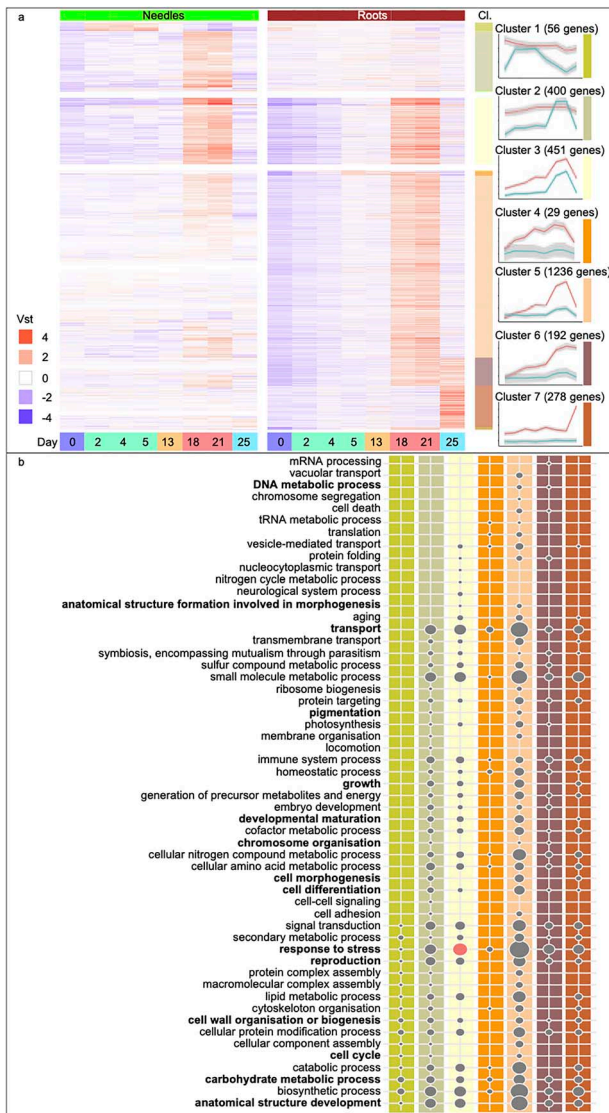 a
Needles
Roots
Cl.
Cluster 1 (56 genes)
Cluster 2 (400 genes)
Cluster 3 (451 genes)
Cluster 4 (29 genes)
Cluster 5 (1236 genes)
Cluster 6 (192 genes)
Cluster 7 (278 genes)
Vst
4
2
0
-2
-4
Day 0 2 4 5 13 18 21 25 0 2 4 5 13 18 21 25
b
mRNA processing
vacuolar transport
DNA metabolic process
chromosome segregation
cell death
tRNA metabolic process
translation
vesicle-mediated transport
protein folding
nucleocytoplasmic transport
nitrogen cycle metabolic process
neurological system process
anatomical structure formation involved in morphogenesis
aging
transport
transmembrane transport
symbiosis, encompassing mutualism through parasitism
sulfur compound metabolic process
small molecule metabolic process
ribosome biogenesis
protein targeting
pigmentation
photosynthesis
membrane organisation
locomotion
immune system process
homeostatic process
growth
generation of precursor metabolites and energy
embryo development
developmental maturation
cofactor metabolic process
chromosome organisation
cellular nitrogen compound metabolic process
cellular amino acid metabolic process
cell morphogenesis
cell differentiation
cell-cell signaling
cell adhesion
signal transduction
secondary metabolic process
response to stress
reproduction
protein complex assembly
macromolecular complex assembly
lipid metabolic process
cytoskeleton organisation
cell wall organisation or biogenesis
cellular protein modification process
cellular component assembly
cell cycle
catabolic process
carbohydrate metabolic process
biosynthetic process
anatomical structure development